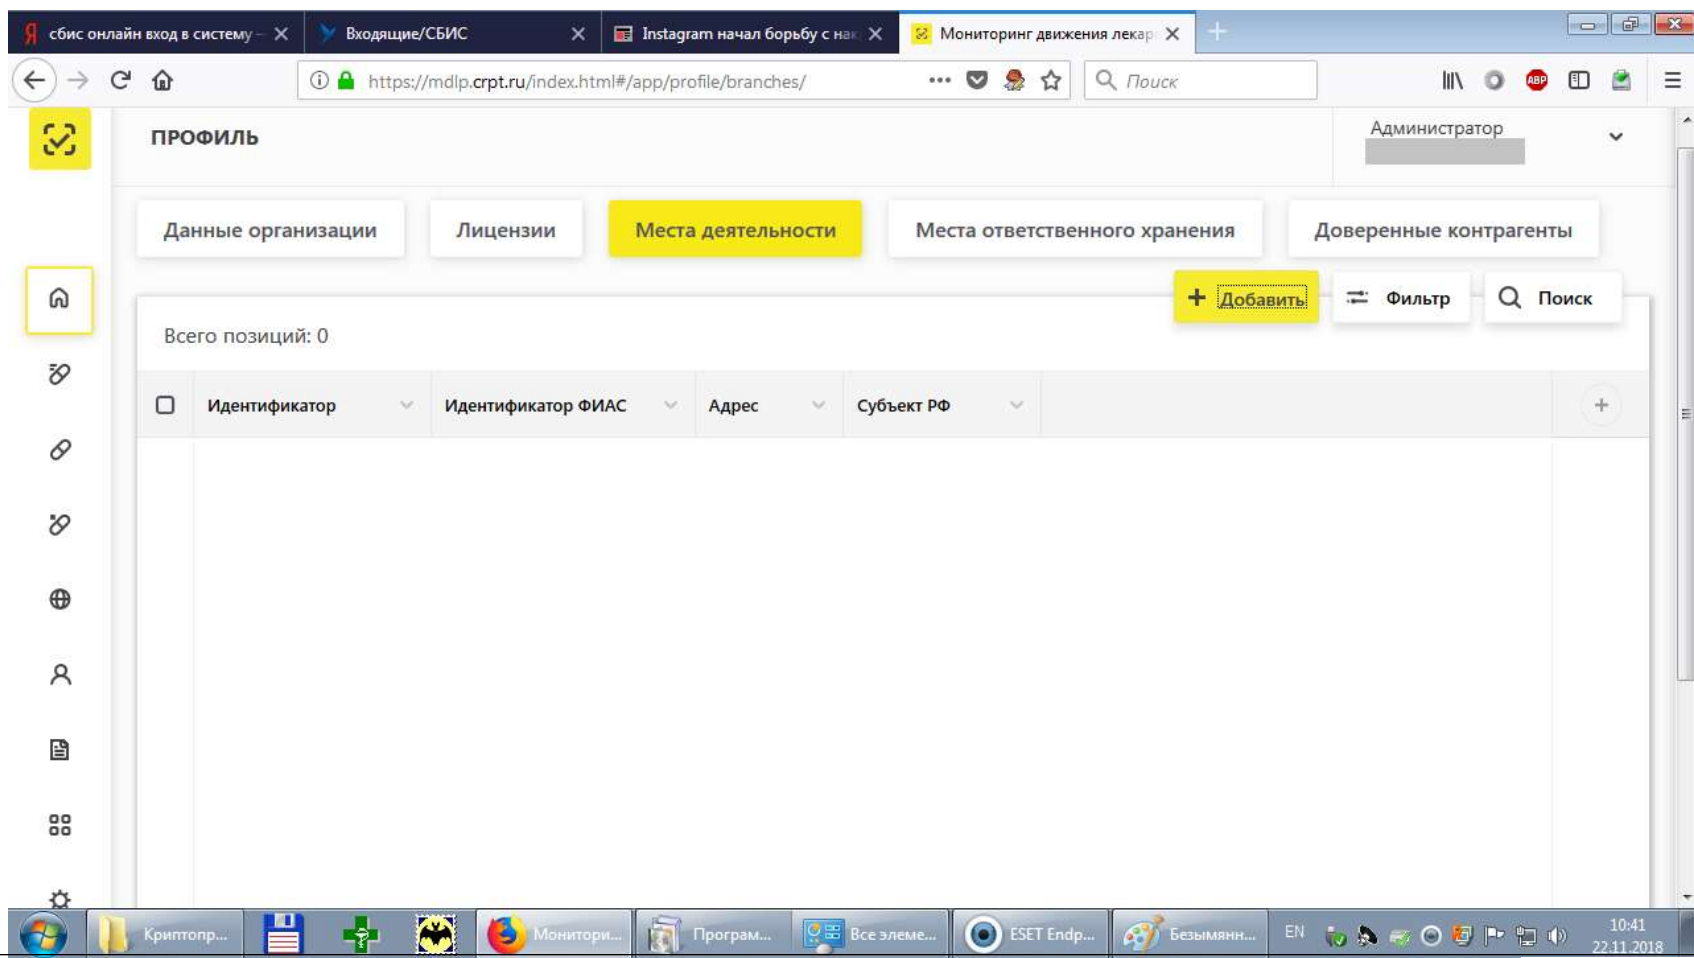 Я сбис онлайн вход в систему — Входящие/СБИС Instagram начал борьбу с нак Мониторинг движения лекар
https://mdlp.crpt.ru/index.html#/app/profile/branches/ Поиск ABP
ПРОФИЛЬ
Администратор
Данные организации Лицензии Места деятельности Места ответственного хранения Доверенные контрагенты
+ Добавить Фильтр Поиск
Всего позиций: 0
Идентификатор Идентификатор ФИАС Адрес Субъект РФ
Криптопр... Монитори... Програм... Все элеме... ESET Endp... Безымянн... EN 10:41
22.11.2018